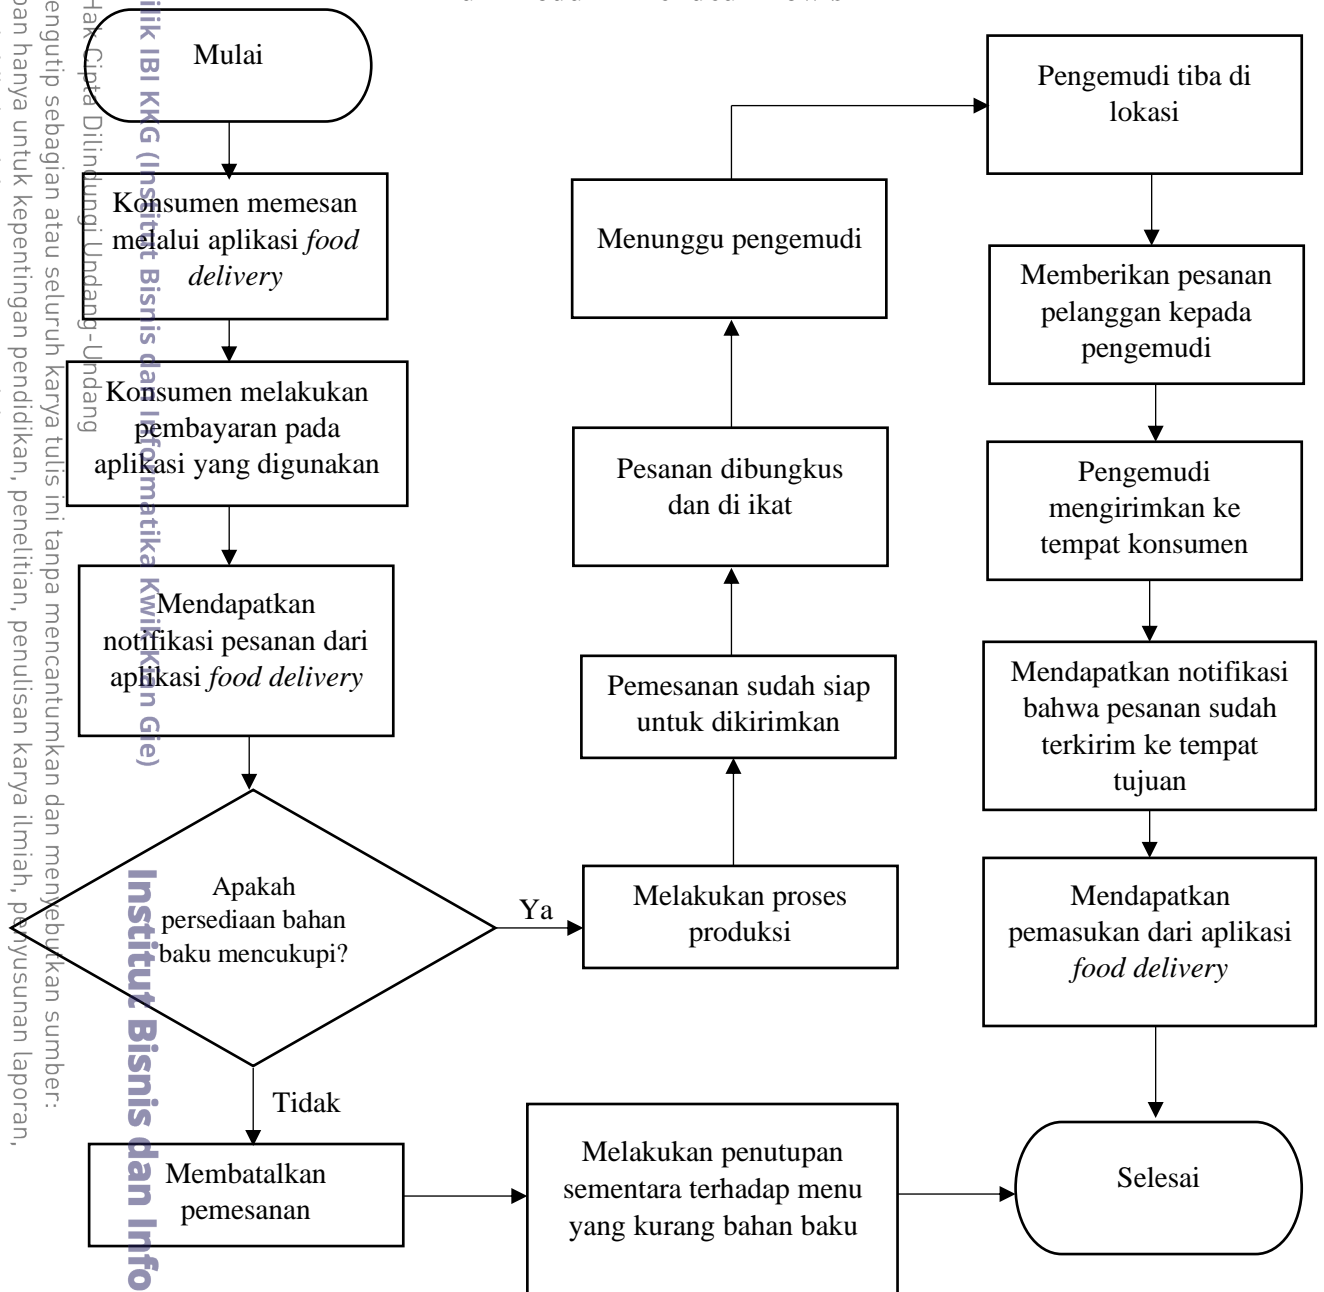 Mulai
Konsumen memesan
melalui aplikasi food
delivery
Konsumen melakukan
pembayaran pada
aplikasi yang digunakan
Mendapatkan
notifikasi pesanan dari
aplikasi food delivery
Apakah
persediaan bahan
baku mencukupi?
Ya
Tidak
Melakukan proses
produksi
Pemesanan sudah siap
untuk dikirimkan
Pesanan dibungkus
dan di ikat
Menunggu pengemudi
Pengemudi tiba di
lokasi
Memberikan pesanan
pelanggan kepada
pengemudi
Pengemudi
mengirimkan ke
tempat konsumen
Mendapatkan notifikasi
bahwa pesanan sudah
terkirim ke tempat
tujuan
Mendapatkan
pemasukan dari aplikasi
food delivery
Membatalkan
pemesanan
Melakukan penutupan
sementara terhadap menu
yang kurang bahan baku
Selesai
IBI KKG (Institut Bisnis dan Informatika Kwik Kian Gie)
Institut Bisnis dan Info
Hak Cipta Dilindungi Undang-Undang
sebagian atau seluruh karya tulis ini tanpa mencantumkan dan menyebutkan sumber:
hanya untuk kepentingan pendidikan, penelitian, penulisan karya ilmiah, penyusunan laporan,